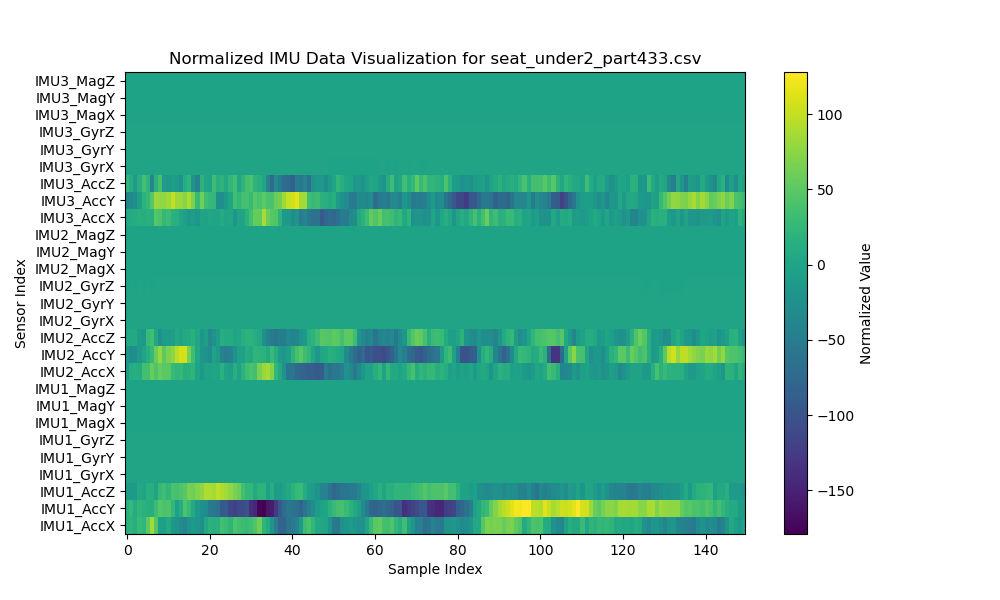 Normalized IMU Data Visualization for seat_under2_part433.csv
IMU3_MagZ
IMU3_MagY
IMU3_MagX
IMU3_GyrZ
IMU3_GyrY
IMU3_GyrX
IMU3_AccZ
IMU3_AccY
IMU3_AccX
IMU2_MagZ
IMU2_MagY
IMU2_MagX
IMU2_GyrZ
IMU2_GyrY
IMU2_GyrX
IMU2_AccZ
IMU2_AccY
IMU2_AccX
IMU1_MagZ
IMU1_MagY
IMU1_MagX
IMU1_GyrZ
IMU1_GyrY
IMU1_GyrX
IMU1_AccZ
IMU1_AccY
IMU1_AccX
Sensor Index
0 20 40 60 80 100 120 140
Sample Index
100
50
0
−50
−100
−150
Normalized Value